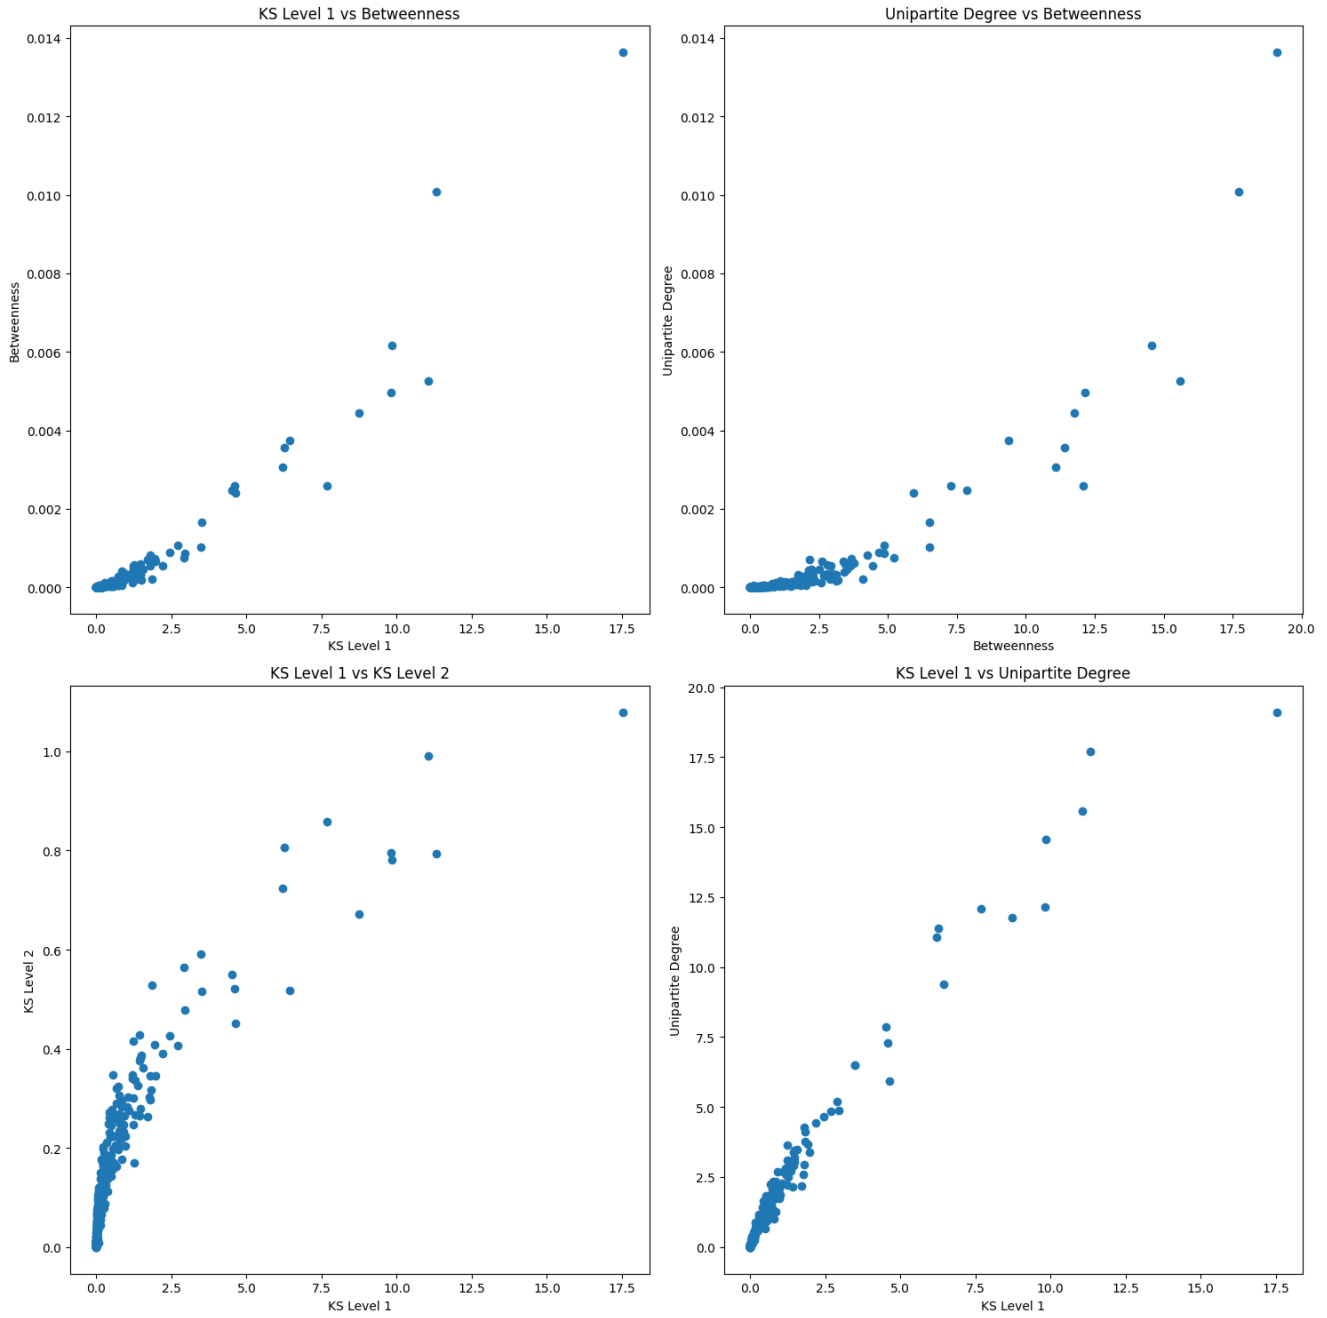 KS Level 1 vs Betweenness
0.014
0.012
0.010
0.008
0.006
0.004
0.002
0.000
Betweenness
0.0 2.5 5.0 7.5 10.0 12.5 15.0 17.5
KS Level 1
Unipartite Degree vs Betweenness
0.014
0.012
0.010
0.008
0.006
0.004
0.002
0.000
Unipartite Degree
0.0 2.5 5.0 7.5 10.0 12.5 15.0 17.5 20.0
Betweenness
KS Level 1 vs KS Level 2
1.0
0.8
0.6
0.4
0.2
0.0
KS Level 2
0.0 2.5 5.0 7.5 10.0 12.5 15.0 17.5
KS Level 1
KS Level 1 vs Unipartite Degree
20.0
17.5
15.0
12.5
10.0
7.5
5.0
2.5
0.0
Unipartite Degree
0.0 2.5 5.0 7.5 10.0 12.5 15.0 17.5
KS Level 1